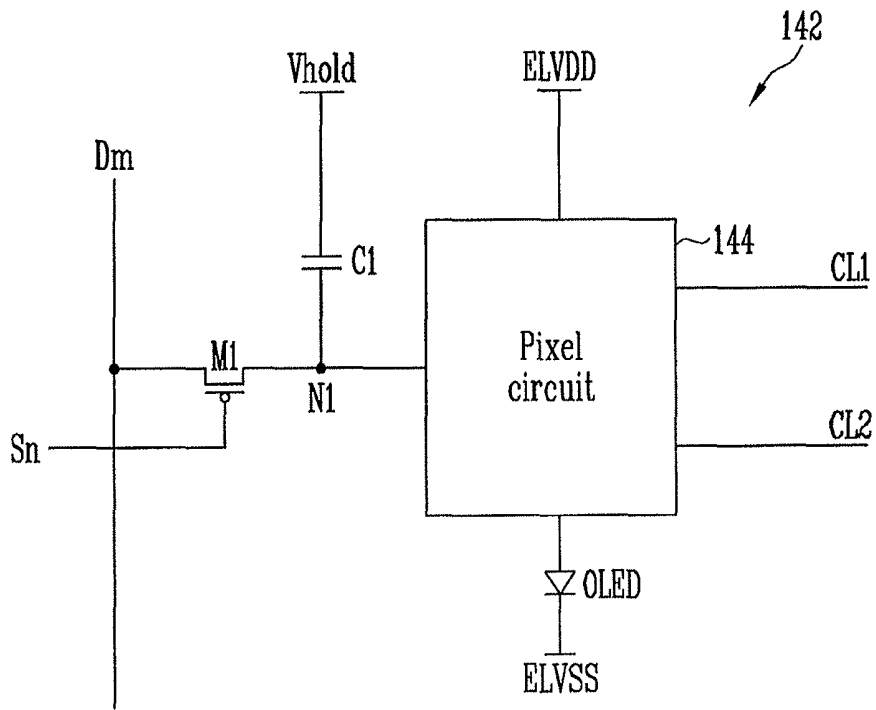 142
Vhold
ELVDD
Dm
C1
144
CL1
M1
Pixel
circuit
N1
CL2
Sn
OLED
ELVSS